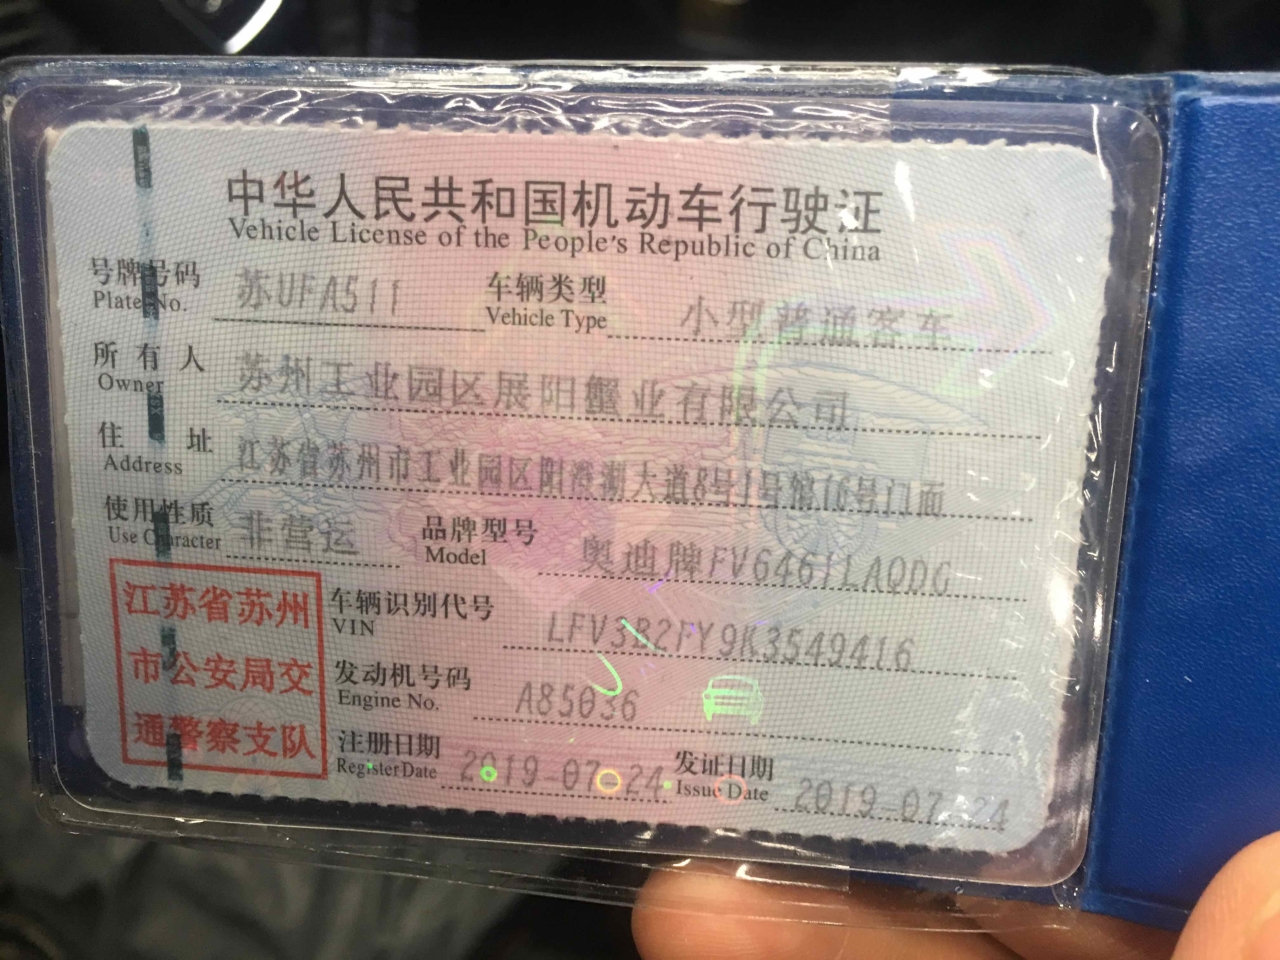 中华人民共和国机动车行驶证
Vehicle License of the People's Republic of China
号牌号码 苏UFA511 车辆类型 小型普通客车
Plate No. Vehicle Type
所有人 苏州工业园区展阳蟹业有限公司
Owner
住址 江苏省苏州市工业园区阳澄湖大道8号1号馆16号门面
Address
使用性质 非营运 品牌型号 奥迪牌FV6461LAQDG
Use Character Model
江苏省苏州
市公安局交
通警察支队
车辆识别代号 LFV3B2FY9K3549416
VIN
发动机号码 A85036
Engine No.
注册日期 2019-07-24 发证日期 2019-07-24
Register Date Issue Date